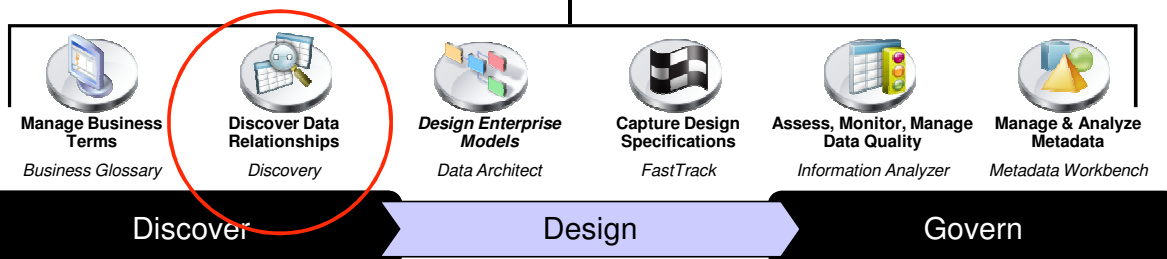 Manage Business
Terms
Business Glossary
Discover Data
Relationships
Discovery
Design Enterprise
Models
Data Architect
Capture Design
Specifications
FastTrack
Assess, Monitor, Manage
Data Quality
Information Analyzer
Manage & Analyze
Metadata
Metadata Workbench
Discover
Design
Govern